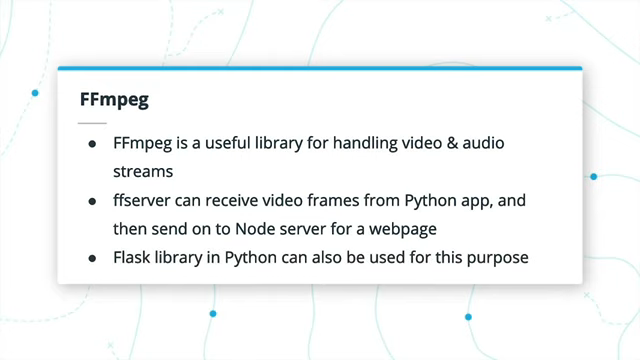 FFmpeg
● FFmpeg is a useful library for handling video & audio
streams
● ffserver can receive video frames from Python app, and
then send on to Node server for a webpage
● Flask library in Python can also be used for this purpose